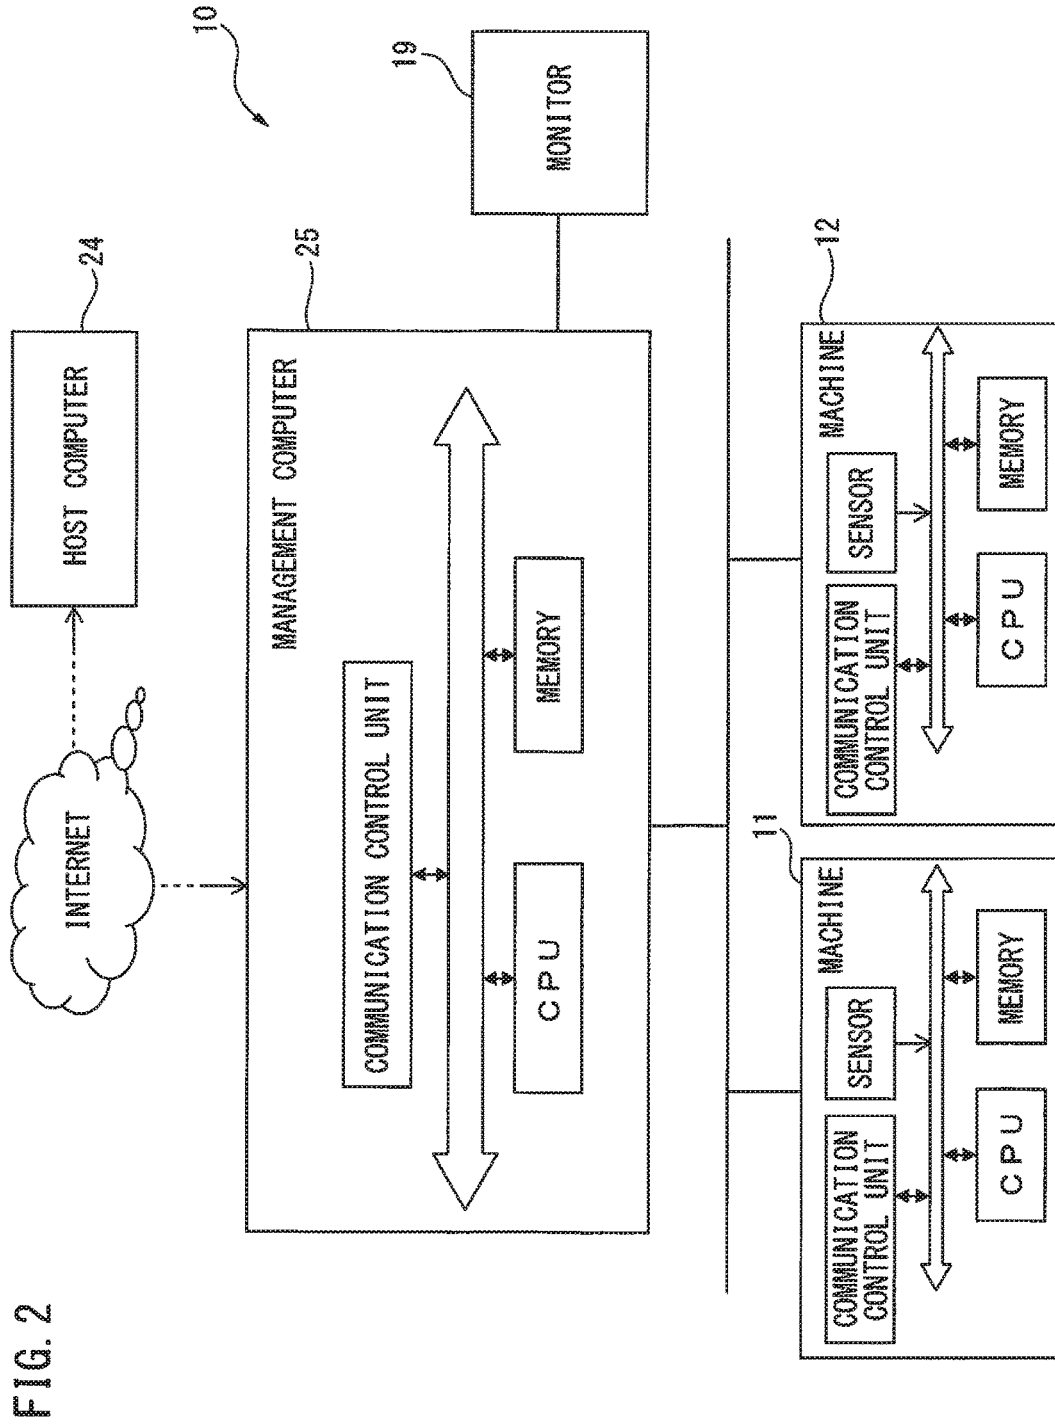 FIG. 2
10
INTERNET
HOST COMPUTER
24
MANAGEMENT COMPUTER
25
COMMUNICATION CONTROL UNIT
CPU
MEMORY
MONITOR
19
MACHINE
11
COMMUNICATION
CONTROL UNIT
SENSOR
CPU
MEMORY
MACHINE
12
COMMUNICATION
CONTROL UNIT
SENSOR
CPU
MEMORY